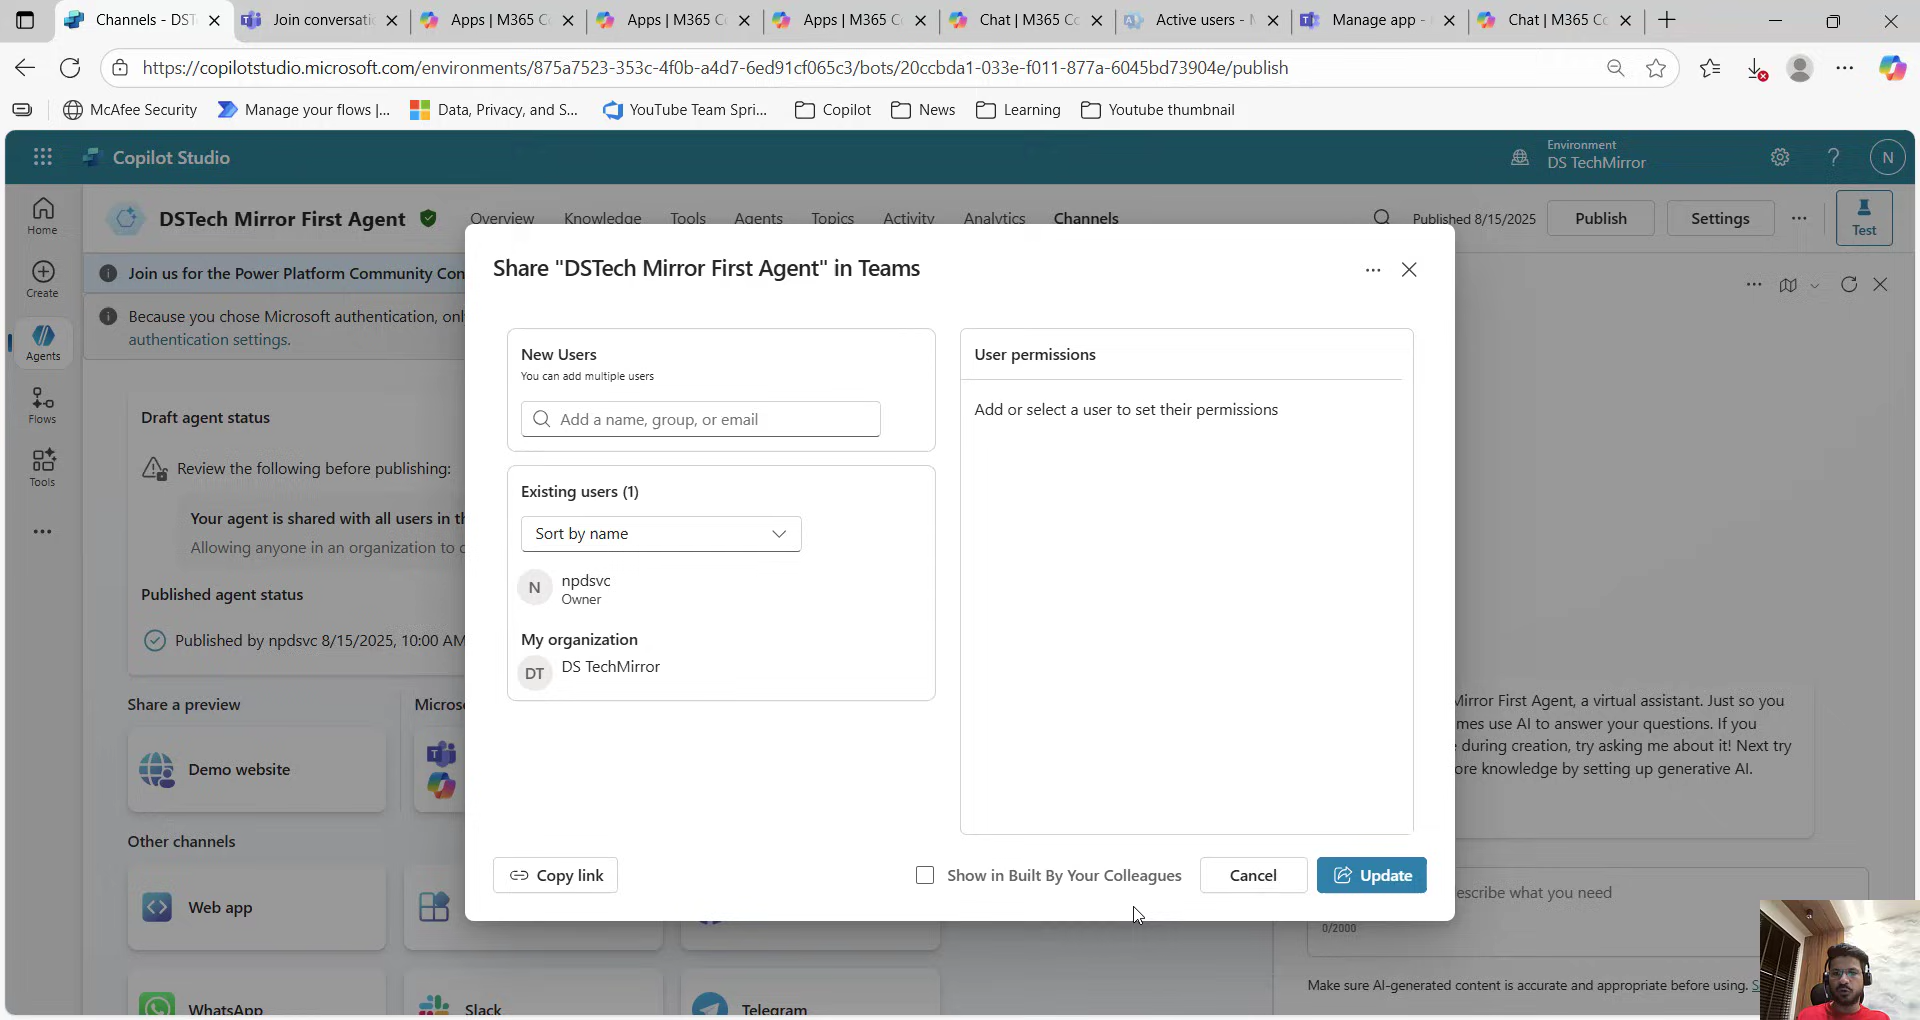 Channels - DST
Join conversatio
Apps | M365 Co
Apps | M365 Co
Apps | M365 Co
Chat | M365 Co
Active users - M
Manage app -
Chat | M365 Co
https://copilotstudio.microsoft.com/environments/875a7523-353c-4f0b-a4d7-6ed91cf065c3/bots/20ccbda1-033e-f011-877a-6045bd73904e/publish
McAfee Security
Manage your flows |...
Data, Privacy, and S...
YouTube Team Spri...
Copilot
News
Learning
Youtube thumbnail
Copilot Studio
Environment
DS TechMirror
N
DSTech Mirror First Agent
Overview
Knowledge
Tools
Agents
Topics
Activity
Analytics
Channels
Published 8/15/2025
Publish
Settings
Test
Home
Create
Agents
Flows
Tools
Join us for the Power Platform Community Con
Because you chose Microsoft authentication, onl
authentication settings.
Draft agent status
Review the following before publishing:
Your agent is shared with all users in th
Allowing anyone in an organization to c
Published agent status
Published by npdsvc 8/15/2025, 10:00 AM
Share a preview
Microso
Demo website
Other channels
Web app
WhatsApp
Slack
Telegram
Share "DSTech Mirror First Agent" in Teams
New Users
You can add multiple users
Add a name, group, or email
Existing users (1)
Sort by name
N
npdsvc
Owner
My organization
DT
DS TechMirror
User permissions
Add or select a user to set their permissions
Copy link
Show in Built By Your Colleagues
Cancel
Update
Mirror First Agent, a virtual assistant. Just so you
mes use AI to answer your questions. If you
during creation, try asking me about it! Next try
ore knowledge by setting up generative AI.
escribe what you need
0/2000
Make sure AI-generated content is accurate and appropriate before using. S